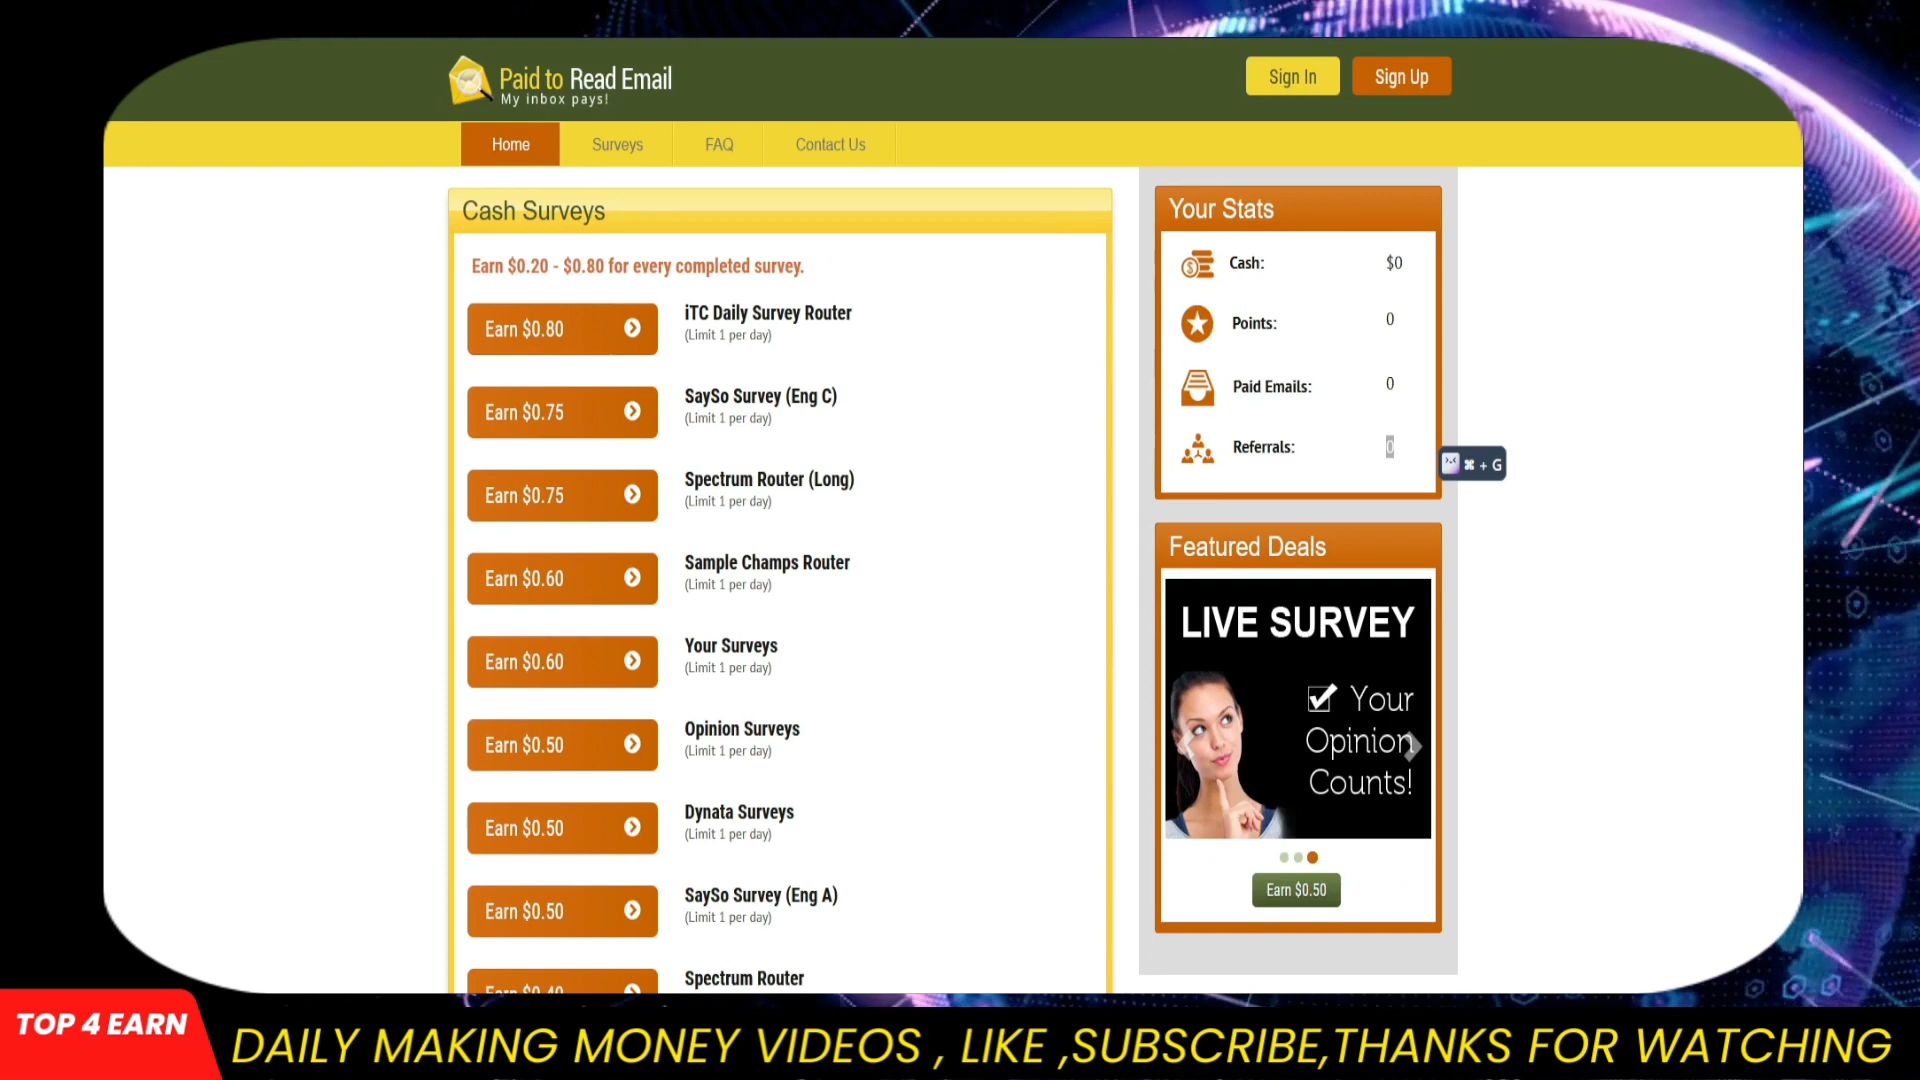 Paid to Read Email
My inbox pays!
Sign In
Sign Up
Home
Surveys
FAQ
Contact Us
Cash Surveys
Earn $0.20 - $0.80 for every completed survey.
Earn $0.80
iTC Daily Survey Router
(Limit 1 per day)
Earn $0.75
SaySo Survey (Eng C)
(Limit 1 per day)
Earn $0.75
Spectrum Router (Long)
(Limit 1 per day)
Earn $0.60
Sample Champs Router
(Limit 1 per day)
Earn $0.60
Your Surveys
(Limit 1 per day)
Earn $0.50
Opinion Surveys
(Limit 1 per day)
Earn $0.50
Dynata Surveys
(Limit 1 per day)
Earn $0.50
SaySo Survey (Eng A)
(Limit 1 per day)
Earn $0.40
Spectrum Router
Your Stats
Cash: $0
Points: 0
Paid Emails: 0
Referrals: 0
⌘ + G
Featured Deals
LIVE SURVEY
Your
Opinion
Counts!
Earn $0.50
TOP 4 EARN
DAILY MAKING MONEY VIDEOS , LIKE ,SUBSCRIBE,THANKS FOR WATCHING